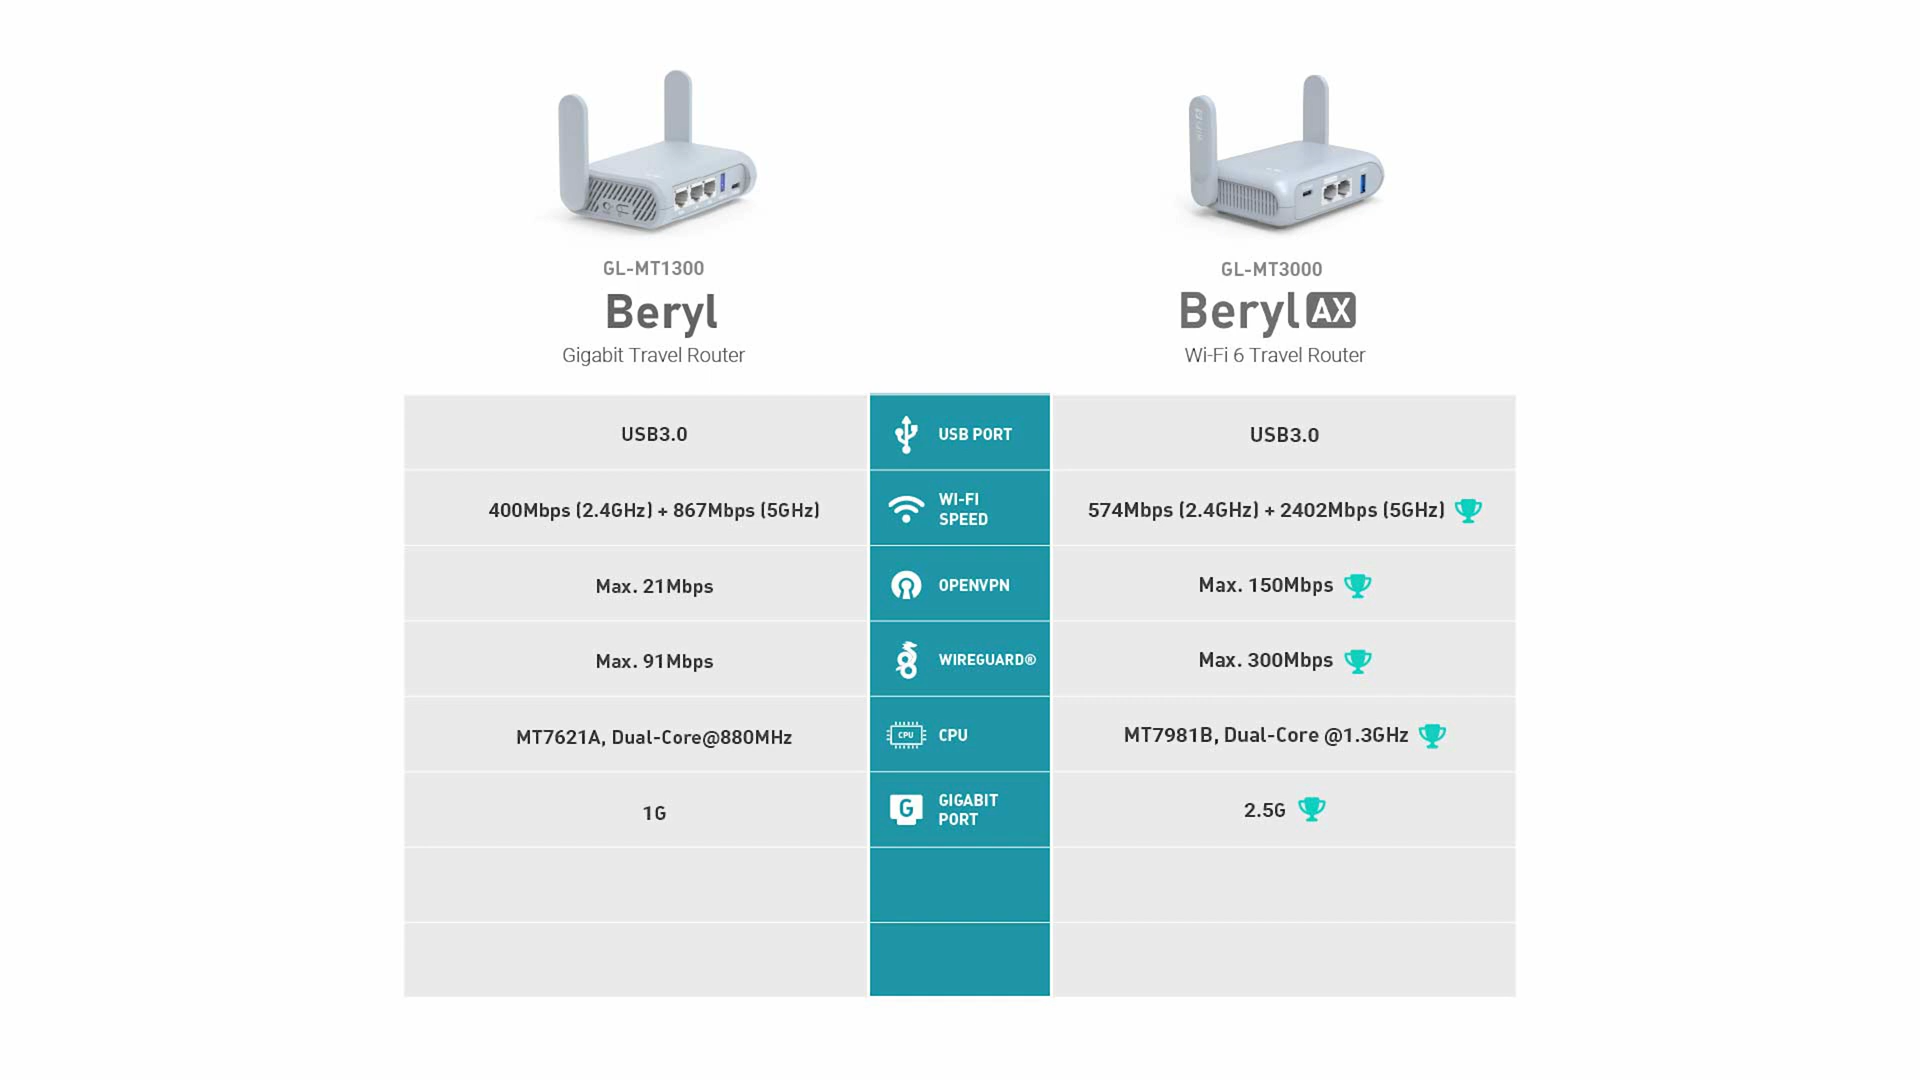 GL-MT1300
Beryl
Gigabit Travel Router
GL-MT3000
Beryl AX
Wi-Fi 6 Travel Router
USB3.0
USB PORT
USB3.0
400Mbps (2.4GHz) + 867Mbps (5GHz)
WI-FI
SPEED
574Mbps (2.4GHz) + 2402Mbps (5GHz)
Max. 21Mbps
OPENVPN
Max. 150Mbps
Max. 91Mbps
WIREGUARD®
Max. 300Mbps
MT7621A, Dual-Core@880MHz
CPU
CPU
MT7981B, Dual-Core @1.3GHz
1G
G
GIGABIT
PORT
2.5G